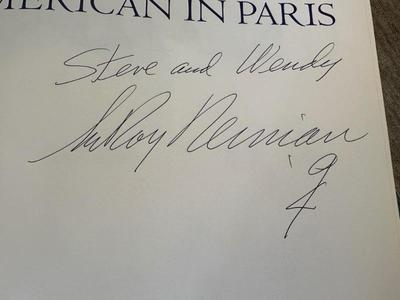 MERICAN IN PARIS
Steve and Wendy
LeRoy Neiman
'94